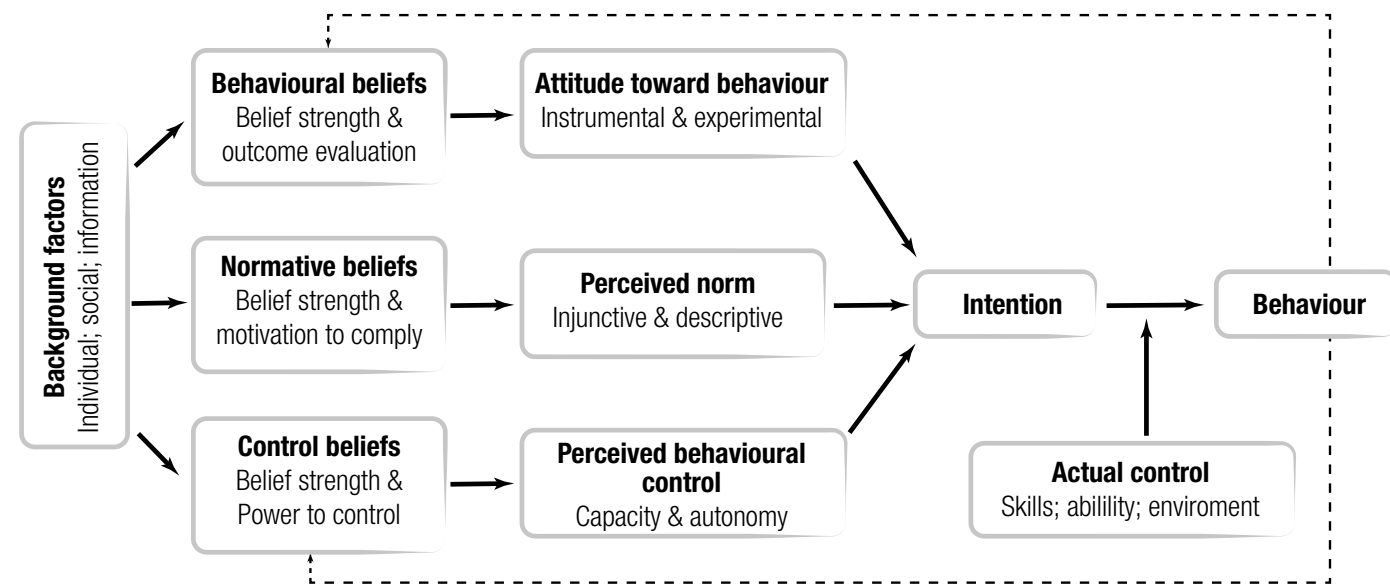 Background factors
Individual; social; information
Behavioural beliefs
Belief strength &
outcome evaluation
Attitude toward behaviour
Instrumental & experimental
Normative beliefs
Belief strength &
motivation to comply
Perceived norm
Injunctive & descriptive
Intention
Behaviour
Control beliefs
Belief strength &
Power to control
Perceived behavioural
control
Capacity & autonomy
Actual control
Skills; abilility; enviroment